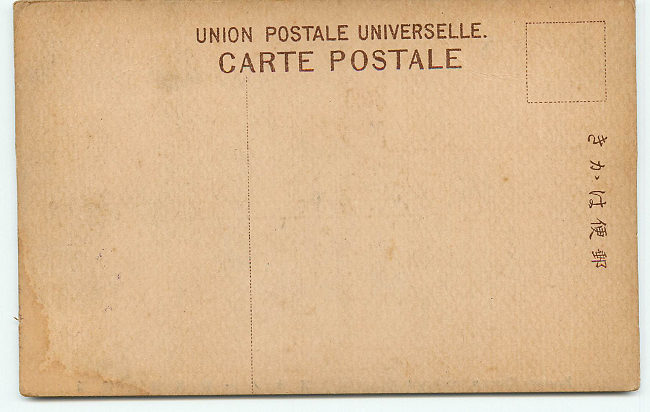 UNION POSTALE UNIVERSELLE.
CARTE POSTALE
郵便はがき